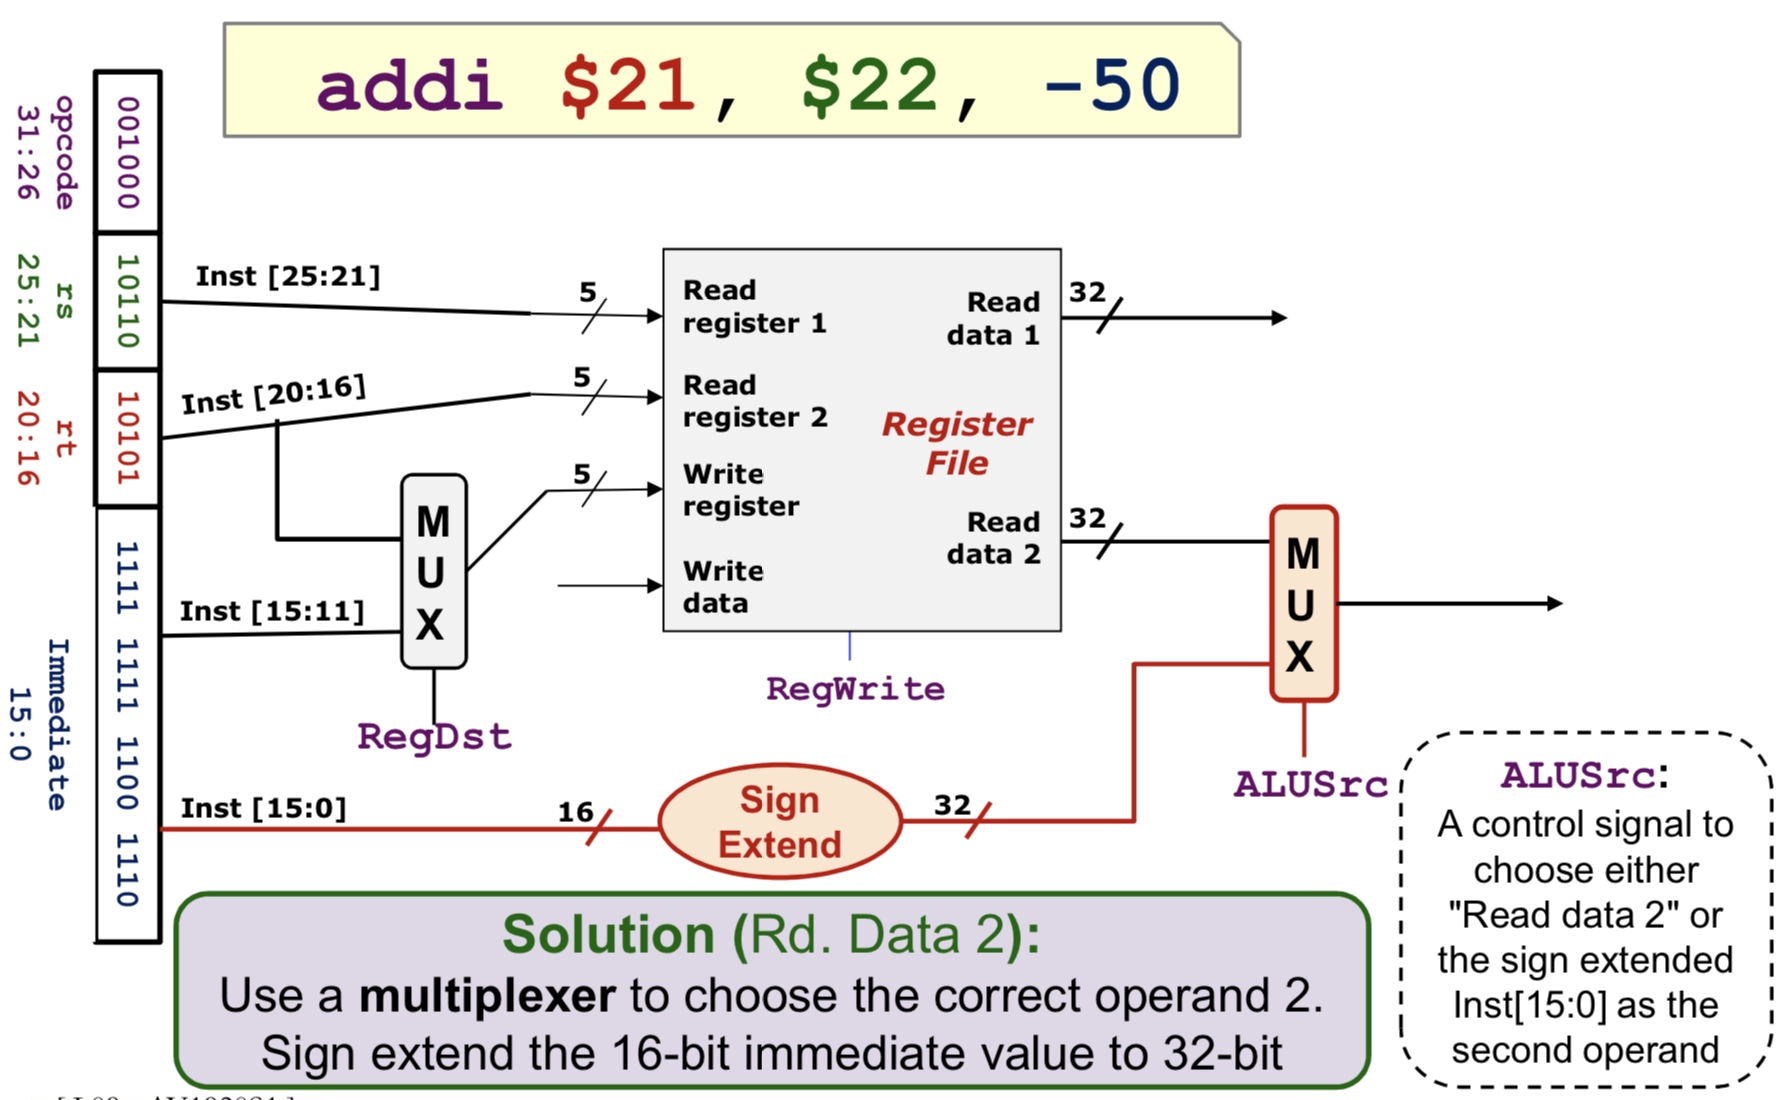 addi $21, $22, -50
opcode
31:26
001000
rs
25:21
10110
rt
20:16
10101
Immediate
15:0
1111 1111 1100 1110
Inst [25:21]
5
Inst [20:16]
5
5
Inst [15:11]
MUX
RegDst
Read
register 1
Read
register 2
Write
register
Write
data
Read
data 1
Register
File
Read
data 2
RegWrite
32
32
MUX
ALUSrc
Inst [15:0]
16
Sign
Extend
32
ALUSrc:
A control signal to
choose either
"Read data 2" or
the sign extended
Inst[15:0] as the
second operand
Solution (Rd. Data 2):
Use a multiplexer to choose the correct operand 2.
Sign extend the 16-bit immediate value to 32-bit